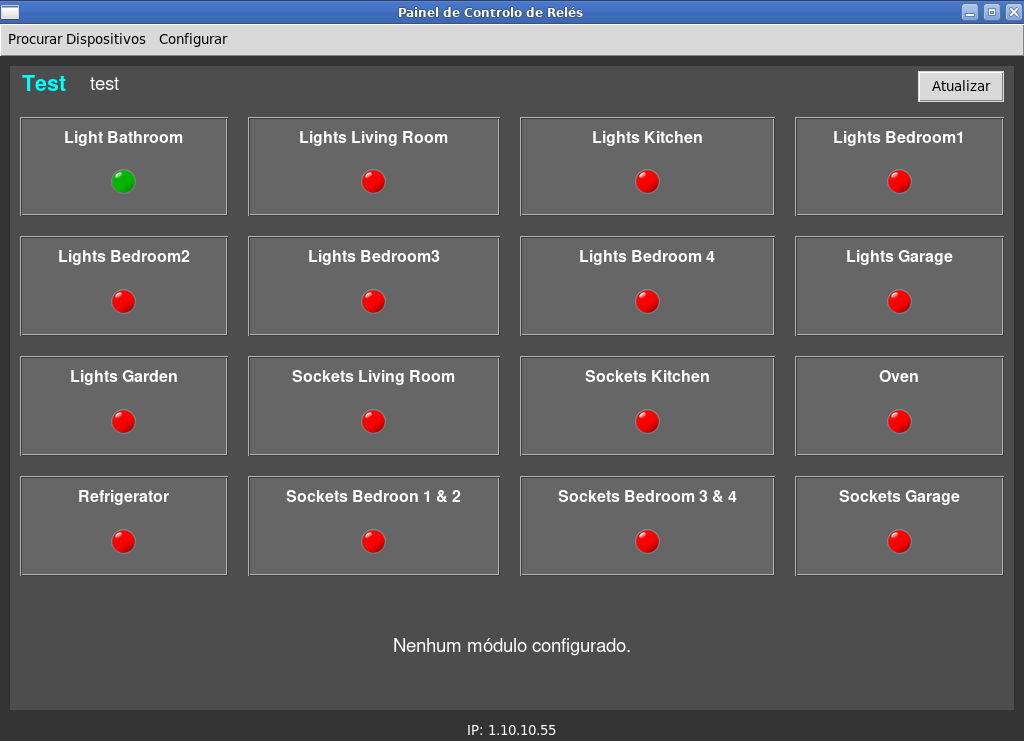 Painel de Controlo de Relés
Procurar Dispositivos Configurar
Test test Atualizar
Light Bathroom Lights Living Room Lights Kitchen Lights Bedroom1
Lights Bedroom2 Lights Bedroom3 Lights Bedroom 4 Lights Garage
Lights Garden Sockets Living Room Sockets Kitchen Oven
Refrigerator Sockets Bedroon 1 & 2 Sockets Bedroom 3 & 4 Sockets Garage
Nenhum módulo configurado.
IP: 1.10.10.55